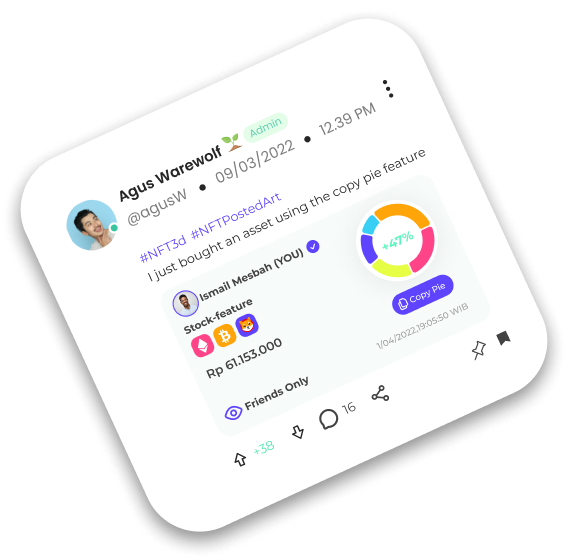 Agus Warewolf Admin
@agusW • 09/03/2022 • 12.39 PM
#NFT3d #NFTPostedArt
I just bought an asset using the copy pie feature
Ismail Mesbah (YOU)
Stock-feature
+47%
Copy Pie
Rp 61.153.000
1/04/2022,19:05:50 WIB
Friends Only
+38
16